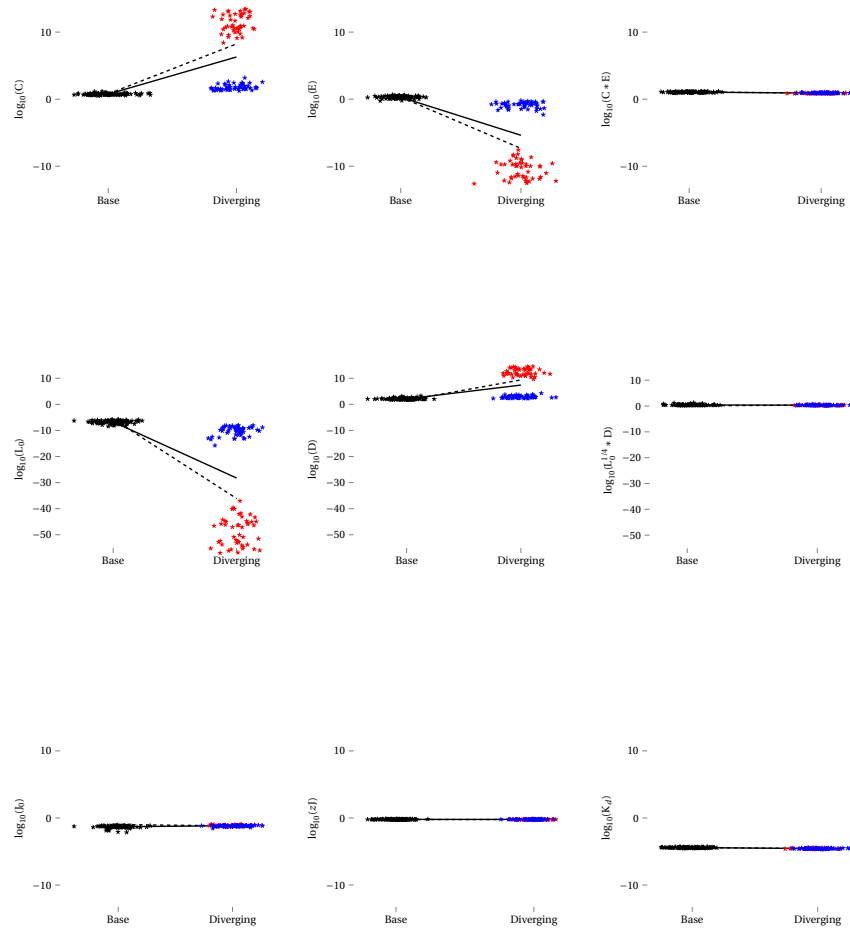 log₁₀(C)
10
0
−10
Base
Diverging
log₁₀(E)
10
0
−10
Base
Diverging
log₁₀(C * E)
10
0
−10
Base
Diverging
log₁₀(L₀)
10
0
−10
−20
−30
−40
−50
Base
Diverging
log₁₀(D)
10
0
−10
−20
−30
−40
−50
Base
Diverging
log₁₀(L₀^1/4 * D)
10
0
−10
−20
−30
−40
−50
Base
Diverging
log₁₀(J₀)
10
0
−10
Base
Diverging
log₁₀(zJ)
10
0
−10
Base
Diverging
log₁₀(K_d)
10
0
−10
Base
Diverging